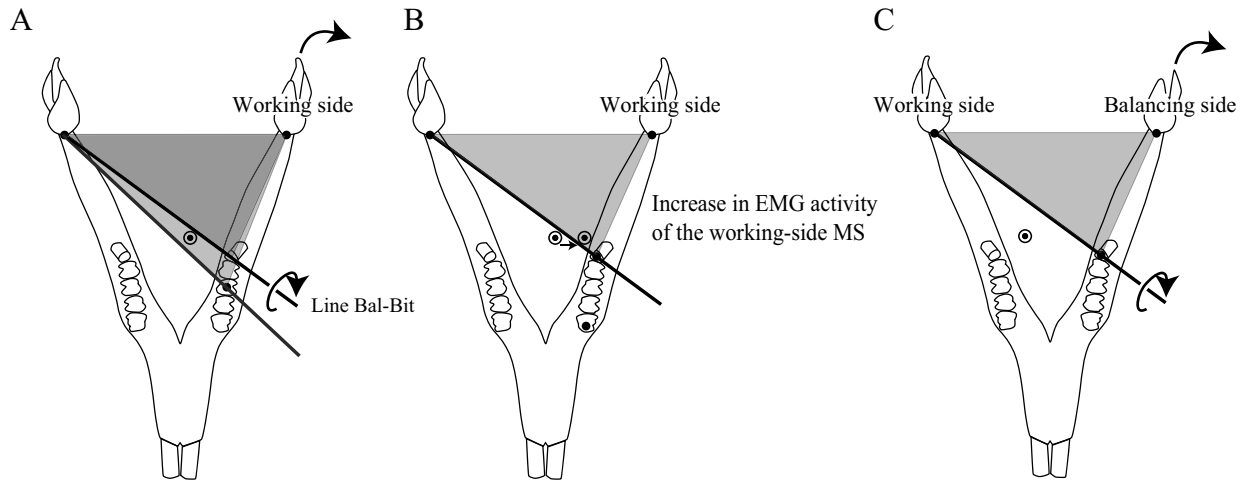 A
B
C
Working side
Working side
Working side
Balancing side
Increase in EMG activity
of the working-side MS
Line Bal-Bit